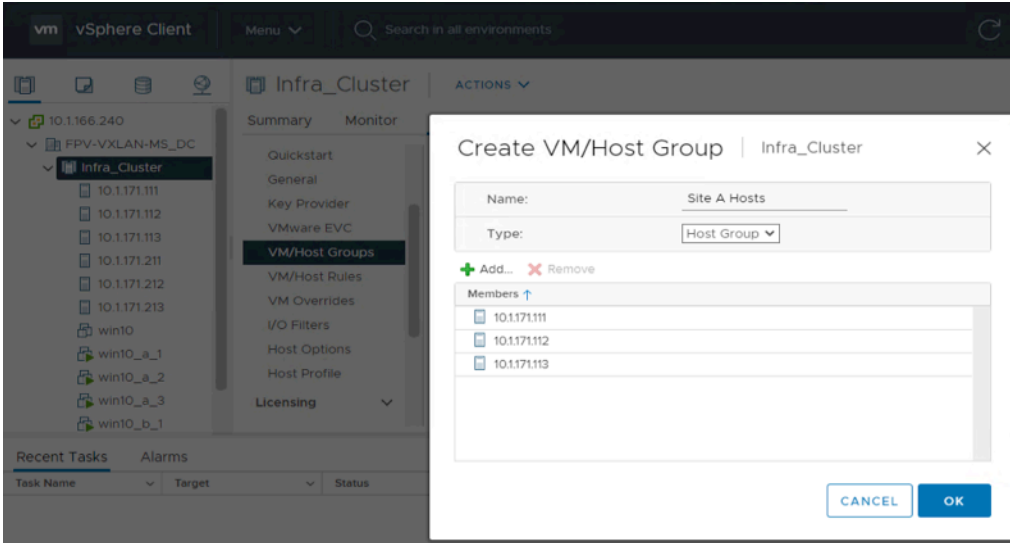 vm vSphere Client Menu Search in all environments
Infra_Cluster ACTIONS
10.1.166.240
FPV-VXLAN-MS_DC
Infra_Cluster
10.1.171.111
10.1.171.112
10.1.171.113
10.1.171.211
10.1.171.212
10.1.171.213
win10
win10_a_1
win10_a_2
win10_a_3
win10_b_1
Summary Monitor
Quickstart
General
Key Provider
VMware EVC
VM/Host Groups
VM/Host Rules
VM Overrides
I/O Filters
Host Options
Host Profile
Licensing
Create VM/Host Group Infra_Cluster
Name: Site A Hosts
Type: Host Group
Add... Remove
Members
10.1.171.111
10.1.171.112
10.1.171.113
CANCEL OK
Recent Tasks Alarms
Task Name Target Status